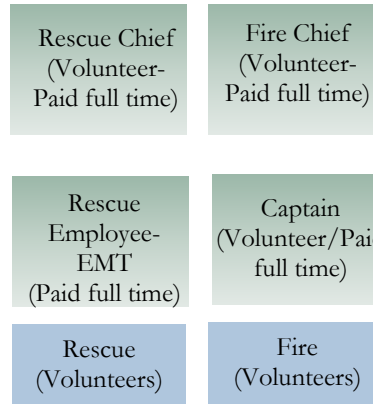 Rescue Chief
(Volunteer-
Paid full time)
Fire Chief
(Volunteer-
Paid full time)
Rescue
Employee-
EMT
(Paid full time)
Captain
(Volunteer/Pai
full time)
Rescue
(Volunteers)
Fire
(Volunteers)